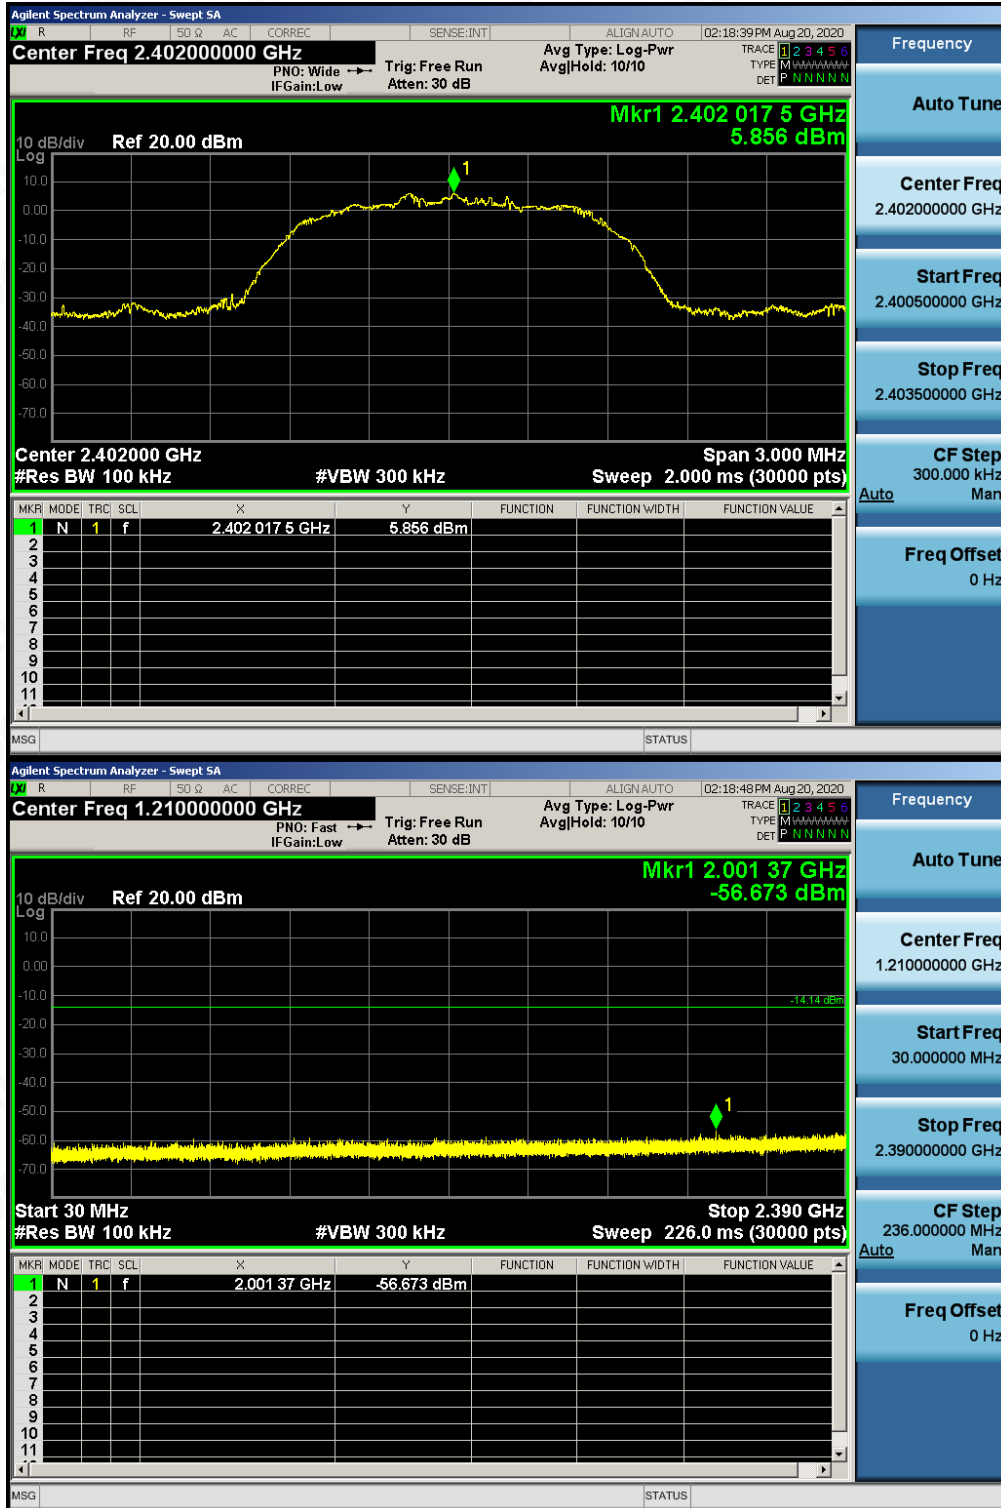 Agilent Spectrum Analyzer - Swept SA
LXI R RF 50 Ω AC CORREC SENSE:INT ALIGN AUTO 02:18:39 PM Aug 20, 2020
Center Freq 2.402000000 GHz
PNO: Wide
IFGain:Low
Trig: Free Run
Atten: 30 dB
Avg Type: Log-Pwr
Avg|Hold: 10/10
TRACE 1 2 3 4 5 6
TYPE M
DET P N N N N N
Mkr1 2.402 017 5 GHz
5.856 dBm
10 dB/div Ref 20.00 dBm
Log
1
10.0
0.00
-10.0
-20.0
-30.0
-40.0
-50.0
-60.0
-70.0
Center 2.402000 GHz Span 3.000 MHz
#Res BW 100 kHz #VBW 300 kHz Sweep 2.000 ms (30000 pts)
MKR MODE TRC SCL X Y FUNCTION FUNCTION WIDTH FUNCTION VALUE
1 N 1 f 2.402 017 5 GHz 5.856 dBm
2
3
4
5
6
7
8
9
10
11
MSG STATUS
Frequency
Auto Tune
Center Freq
2.402000000 GHz
Start Freq
2.400500000 GHz
Stop Freq
2.403500000 GHz
CF Step
300.000 kHz
Auto Man
Freq Offset
0 Hz
Agilent Spectrum Analyzer - Swept SA
LXI R RF 50 Ω AC CORREC SENSE:INT ALIGN AUTO 02:18:48 PM Aug 20, 2020
Center Freq 1.210000000 GHz
PNO: Fast
IFGain:Low
Trig: Free Run
Atten: 30 dB
Avg Type: Log-Pwr
Avg|Hold: 10/10
TRACE 1 2 3 4 5 6
TYPE M
DET P N N N N N
Mkr1 2.001 37 GHz
-56.673 dBm
10 dB/div Ref 20.00 dBm
Log
10.0
0.00
-10.0
-14.14 dBm
-20.0
-30.0
-40.0
-50.0
1
-60.0
-70.0
Start 30 MHz Stop 2.390 GHz
#Res BW 100 kHz #VBW 300 kHz Sweep 226.0 ms (30000 pts)
MKR MODE TRC SCL X Y FUNCTION FUNCTION WIDTH FUNCTION VALUE
1 N 1 f 2.001 37 GHz -56.673 dBm
2
3
4
5
6
7
8
9
10
11
MSG STATUS
Frequency
Auto Tune
Center Freq
1.210000000 GHz
Start Freq
30.000000 MHz
Stop Freq
2.390000000 GHz
CF Step
236.000000 MHz
Auto Man
Freq Offset
0 Hz